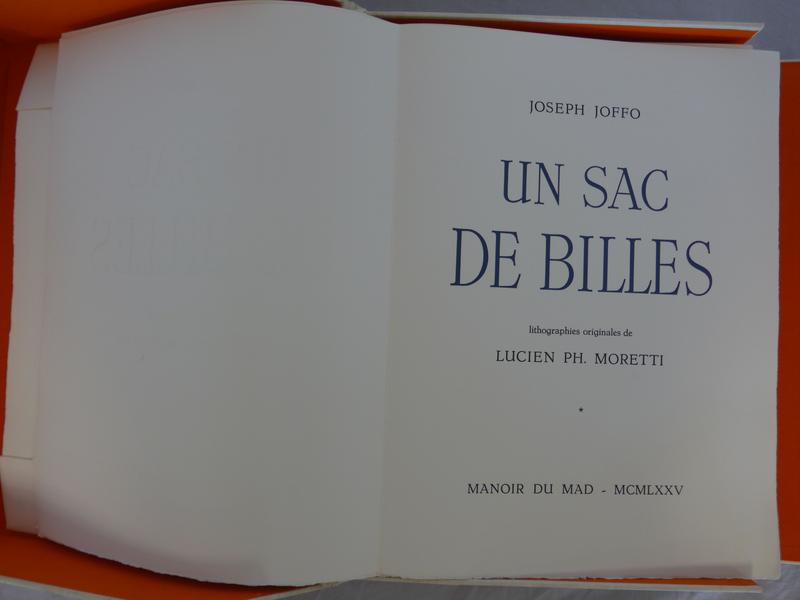 JOSEPH JOFFO
UN SAC
DE BILLES
lithographies originales de
LUCIEN PH. MORETTI
*
MANOIR DU MAD - MCMLXXV